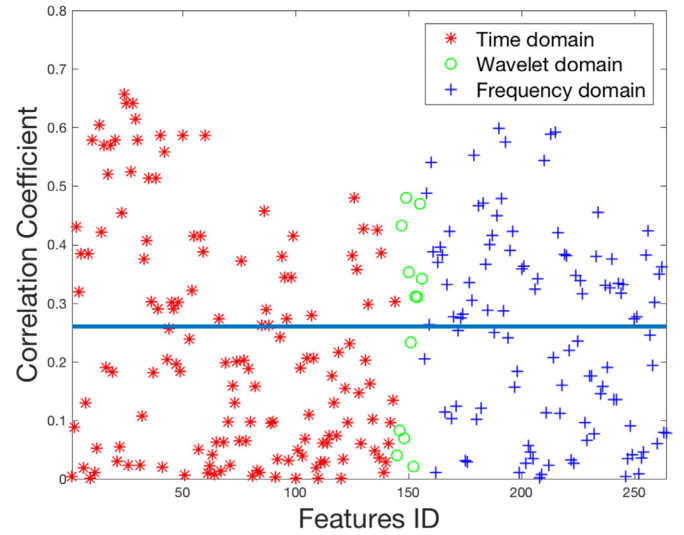 0.8
0.7
0.6
0.5
0.4
0.3
0.2
0.1
0
Correlation Coefficient
Time domain
Wavelet domain
Frequency domain
50 100 150 200 250
Features ID